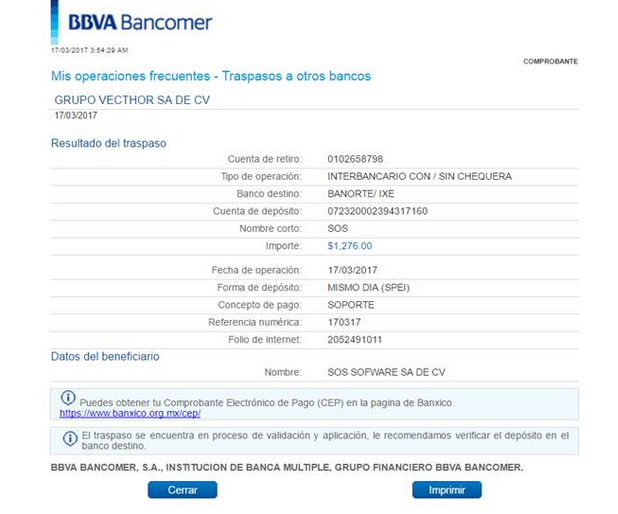 BBVA Bancomer
17/03/2017 3:54:29 AM
COMPROBANTE
Mis operaciones frecuentes - Traspasos a otros bancos
GRUPO VECTHOR SA DE CV
17/03/2017
Resultado del traspaso
Cuenta de retiro: 0102658798
Tipo de operación: INTERBANCARIO CON / SIN CHEQUERA
Banco destino: BANORTE/ IXE
Cuenta de depósito: 072320002394317160
Nombre corto: SOS
Importe: $1,276.00
Fecha de operación: 17/03/2017
Forma de depósito: MISMO DIA (SPEI)
Concepto de pago: SOPORTE
Referencia numérica: 170317
Folio de internet: 2052491011
Datos del beneficiario
Nombre: SOS SOFWARE SA DE CV
Puedes obtener tu Comprobante Electrónico de Pago (CEP) en la pagina de Banxico.
https://www.banxico.org.mx/cep/
El traspaso se encuentra en proceso de validación y aplicación, le recomendamos verificar el depósito en el
banco destino.
BBVA BANCOMER, S.A., INSTITUCION DE BANCA MULTIPLE, GRUPO FINANCIERO BBVA BANCOMER.
Cerrar Imprimir